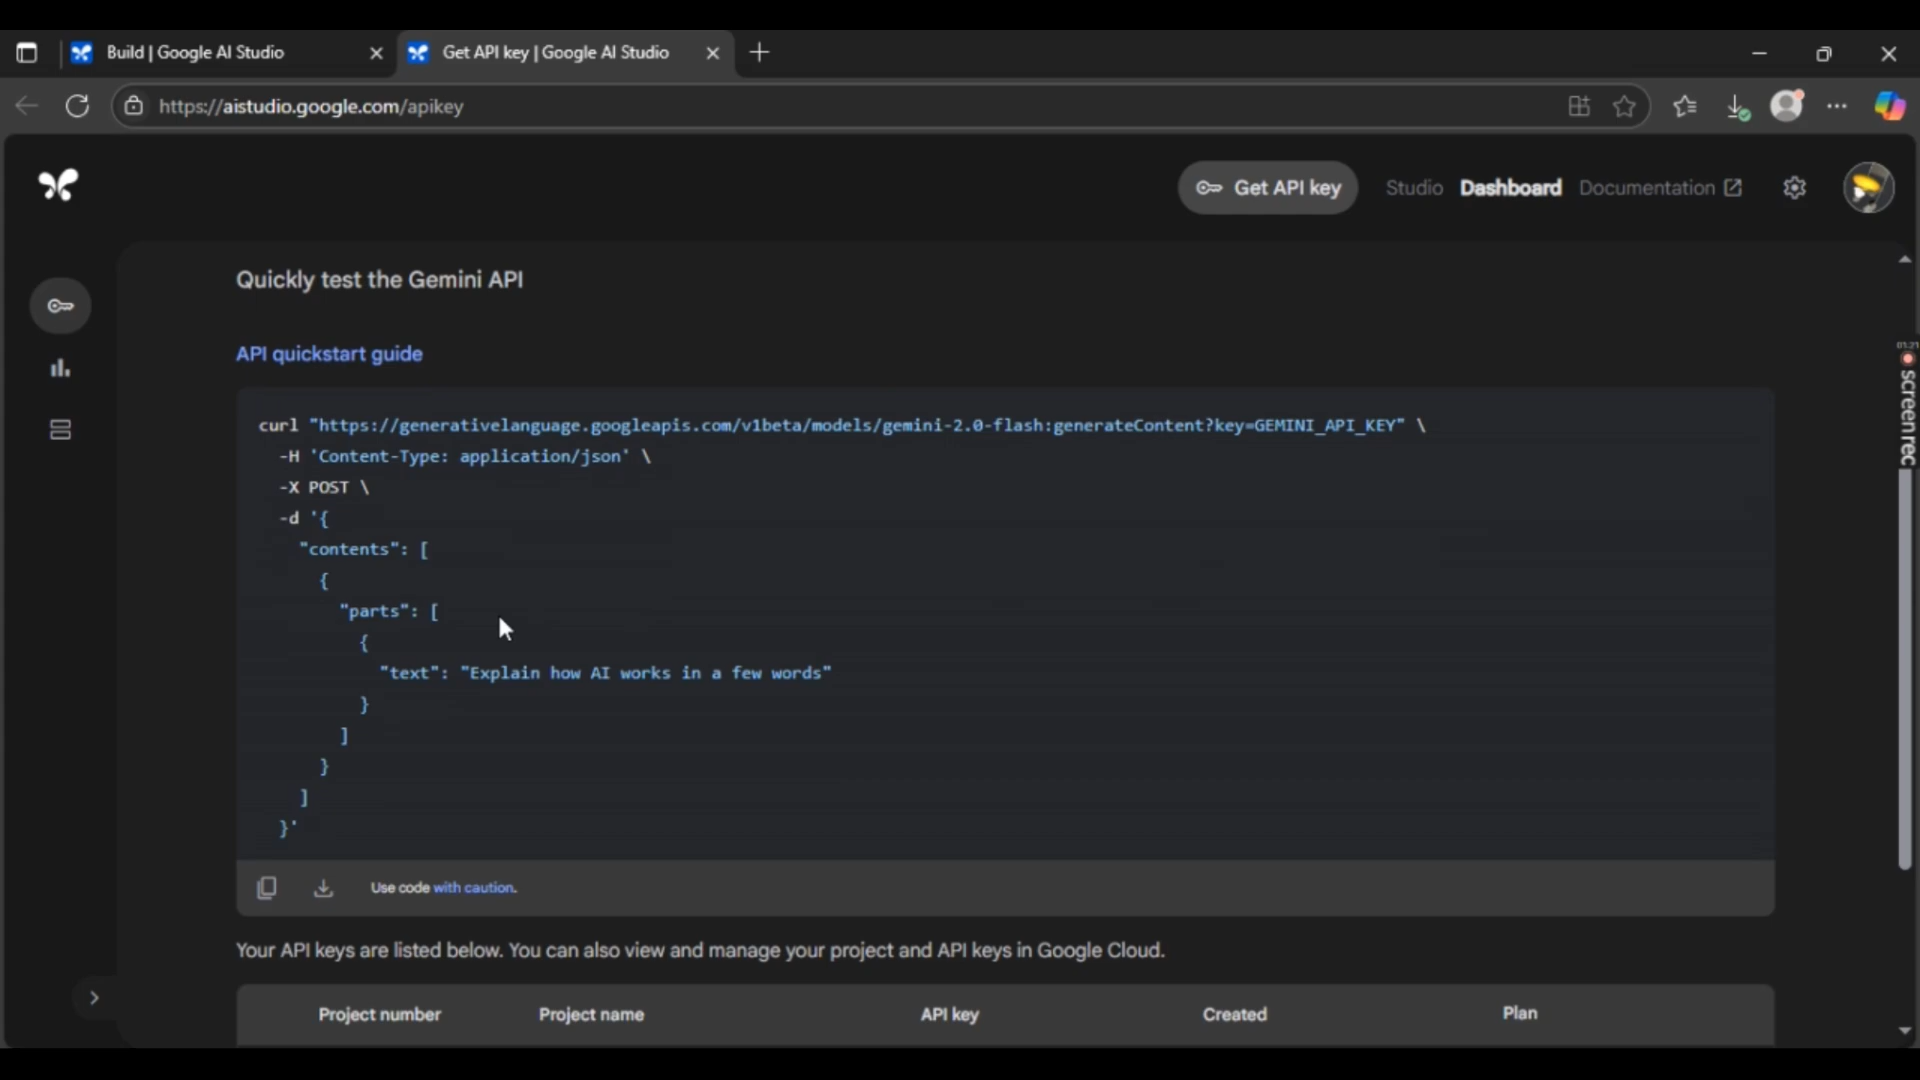 Build | Google AI Studio
Get API key | Google AI Studio
https://aistudio.google.com/apikey
Get API key
Studio
Dashboard
Documentation
Quickly test the Gemini API
API quickstart guide
curl "https://generativelanguage.googleapis.com/v1beta/models/gemini-2.0-flash:generateContent?key=GEMINI_API_KEY" \
-H 'Content-Type: application/json' \
-X POST \
-d '{
"contents": [
{
"parts": [
{
"text": "Explain how AI works in a few words"
}
]
}
]
}'
01:21
screenrec
Use code with caution.
Your API keys are listed below. You can also view and manage your project and API keys in Google Cloud.
Project number
Project name
API key
Created
Plan